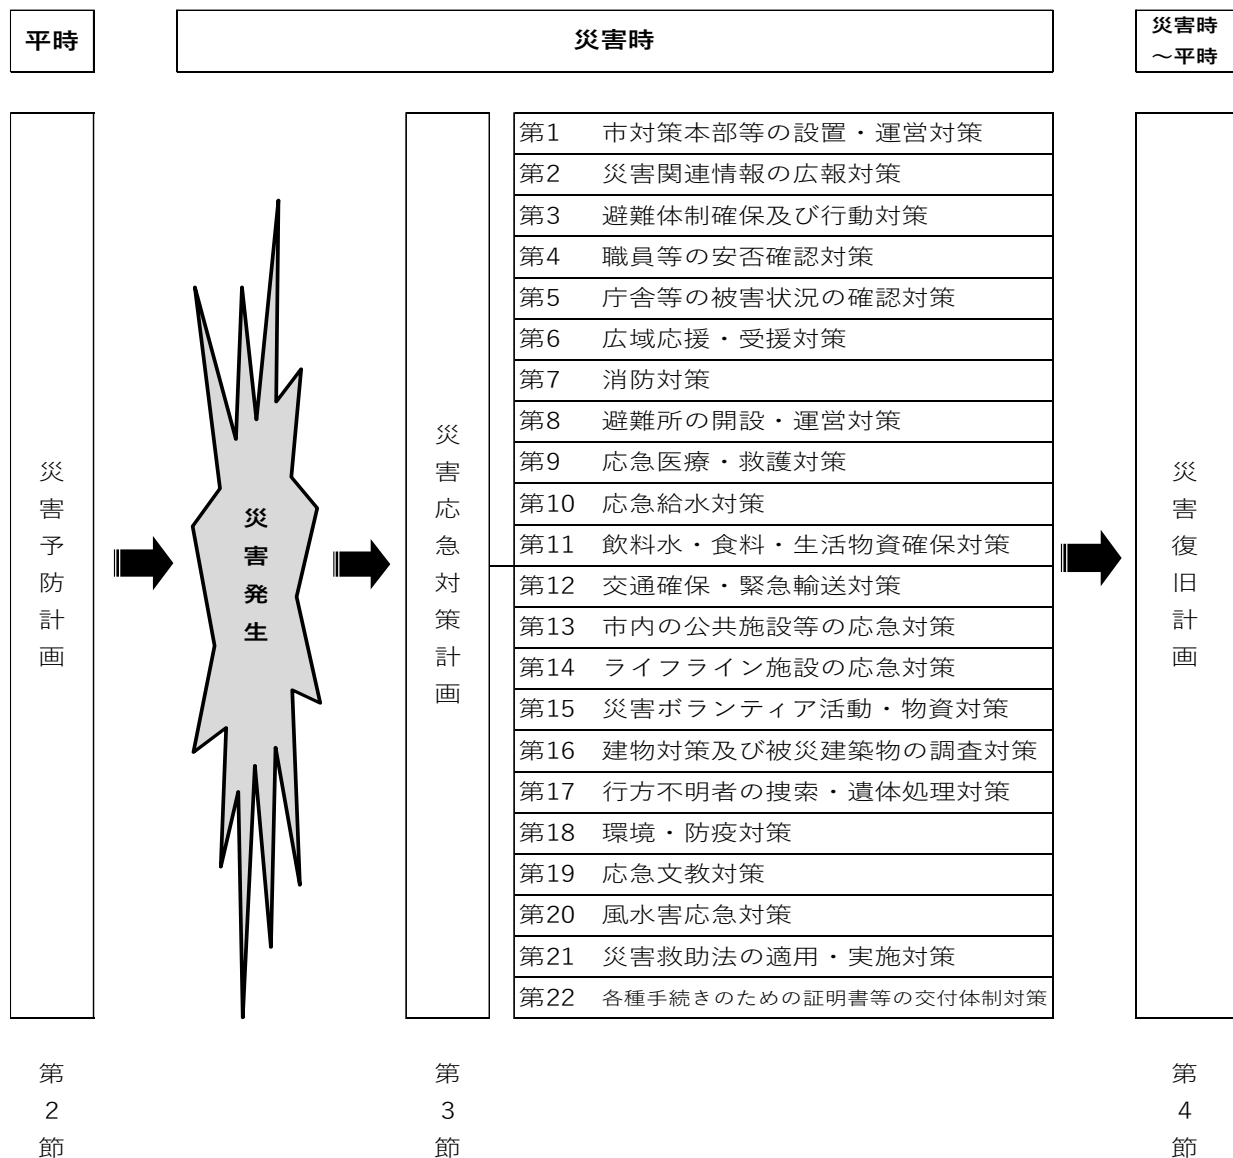 平時
災害時
災害時
～平時
災害予防計画
災害発生
災害応急対策計画
第1 市対策本部等の設置・運営対策
第2 災害関連情報の広報対策
第3 避難体制確保及び行動対策
第4 職員等の安否確認対策
第5 庁舎等の被害状況の確認対策
第6 広域応援・受援対策
第7 消防対策
第8 避難所の開設・運営対策
第9 応急医療・救護対策
第10 応急給水対策
第11 飲料水・食料・生活物資確保対策
第12 交通確保・緊急輸送対策
第13 市内の公共施設等の応急対策
第14 ライフライン施設の応急対策
第15 災害ボランティア活動・物資対策
第16 建物対策及び被災建築物の調査対策
第17 行方不明者の捜索・遺体処理対策
第18 環境・防疫対策
第19 応急文教対策
第20 風水害応急対策
第21 災害救助法の適用・実施対策
第22 各種手続きのための証明書等の交付体制対策
災害復旧計画
第2節
第3節
第4節